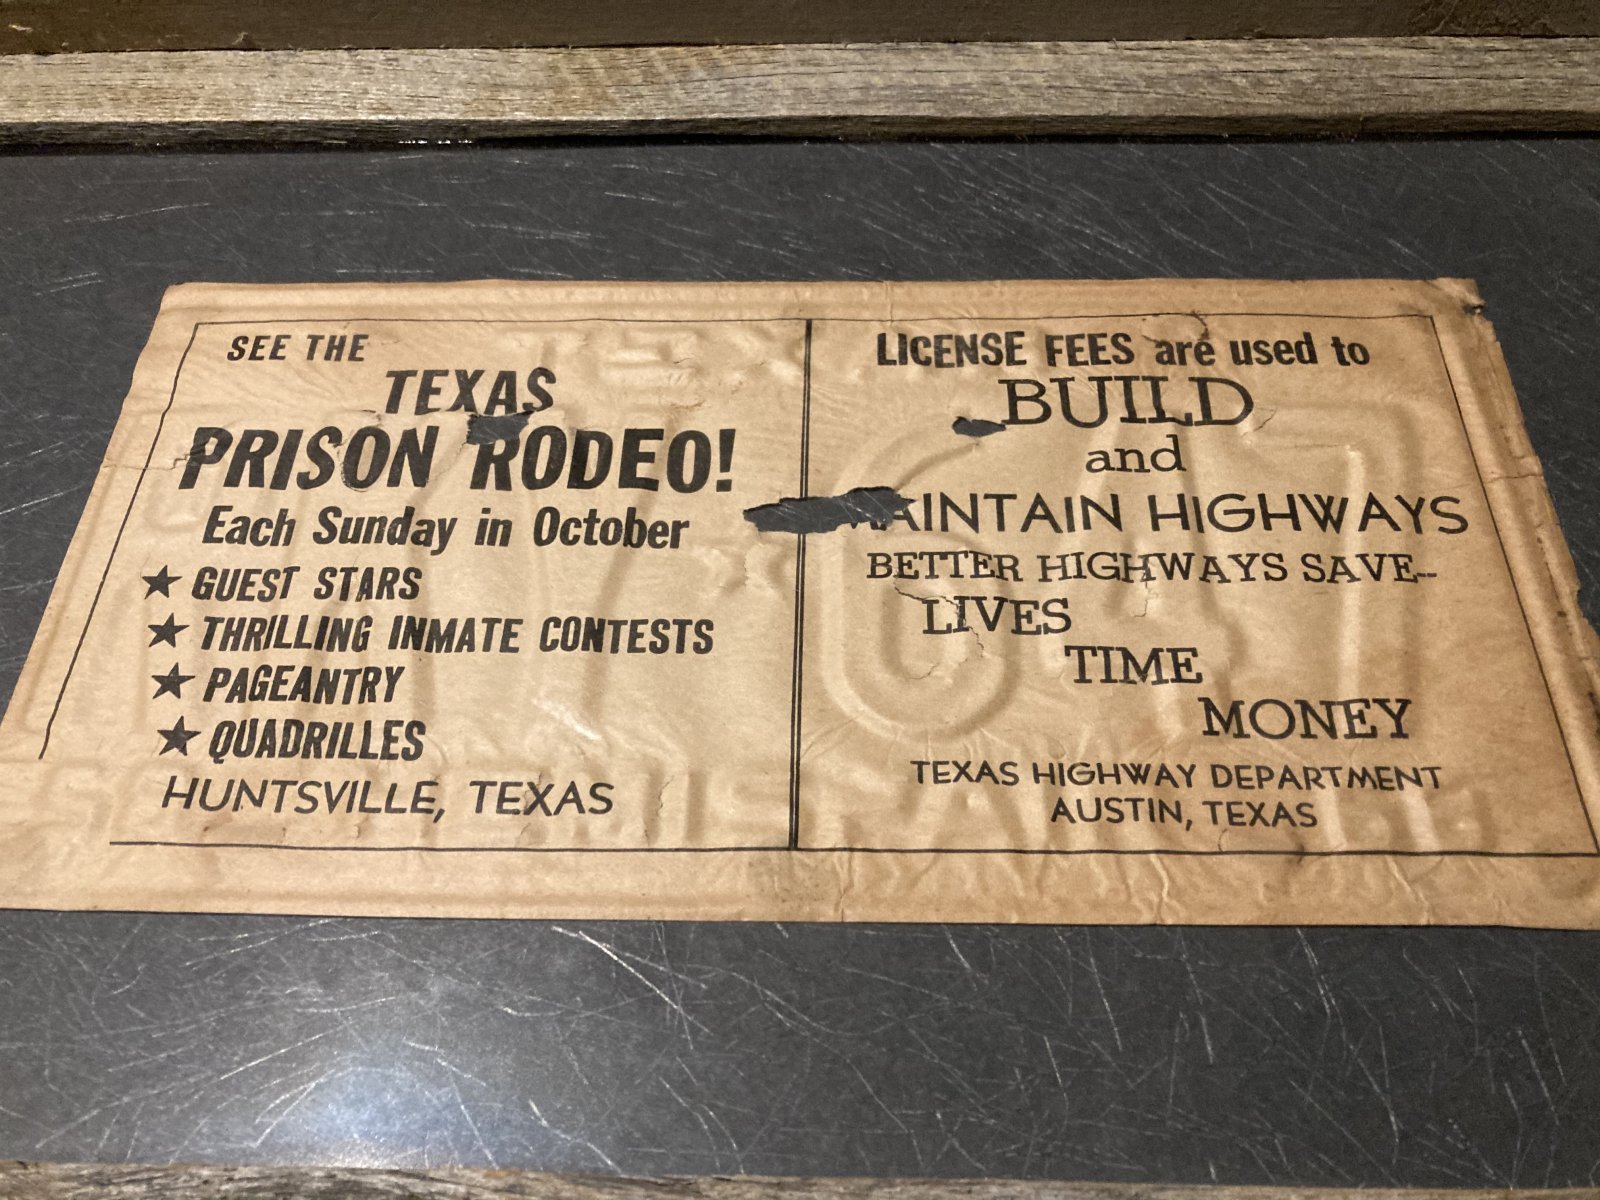 SEE THE
TEXAS
PRISON RODEO!
Each Sunday in October
★ GUEST STARS
★ THRILLING INMATE CONTESTS
★ PAGEANTRY
★ QUADRILLES
HUNTSVILLE, TEXAS
LICENSE FEES are used to
BUILD
and
MAINTAIN HIGHWAYS
BETTER HIGHWAYS SAVE--
LIVES
TIME
MONEY
TEXAS HIGHWAY DEPARTMENT
AUSTIN, TEXAS